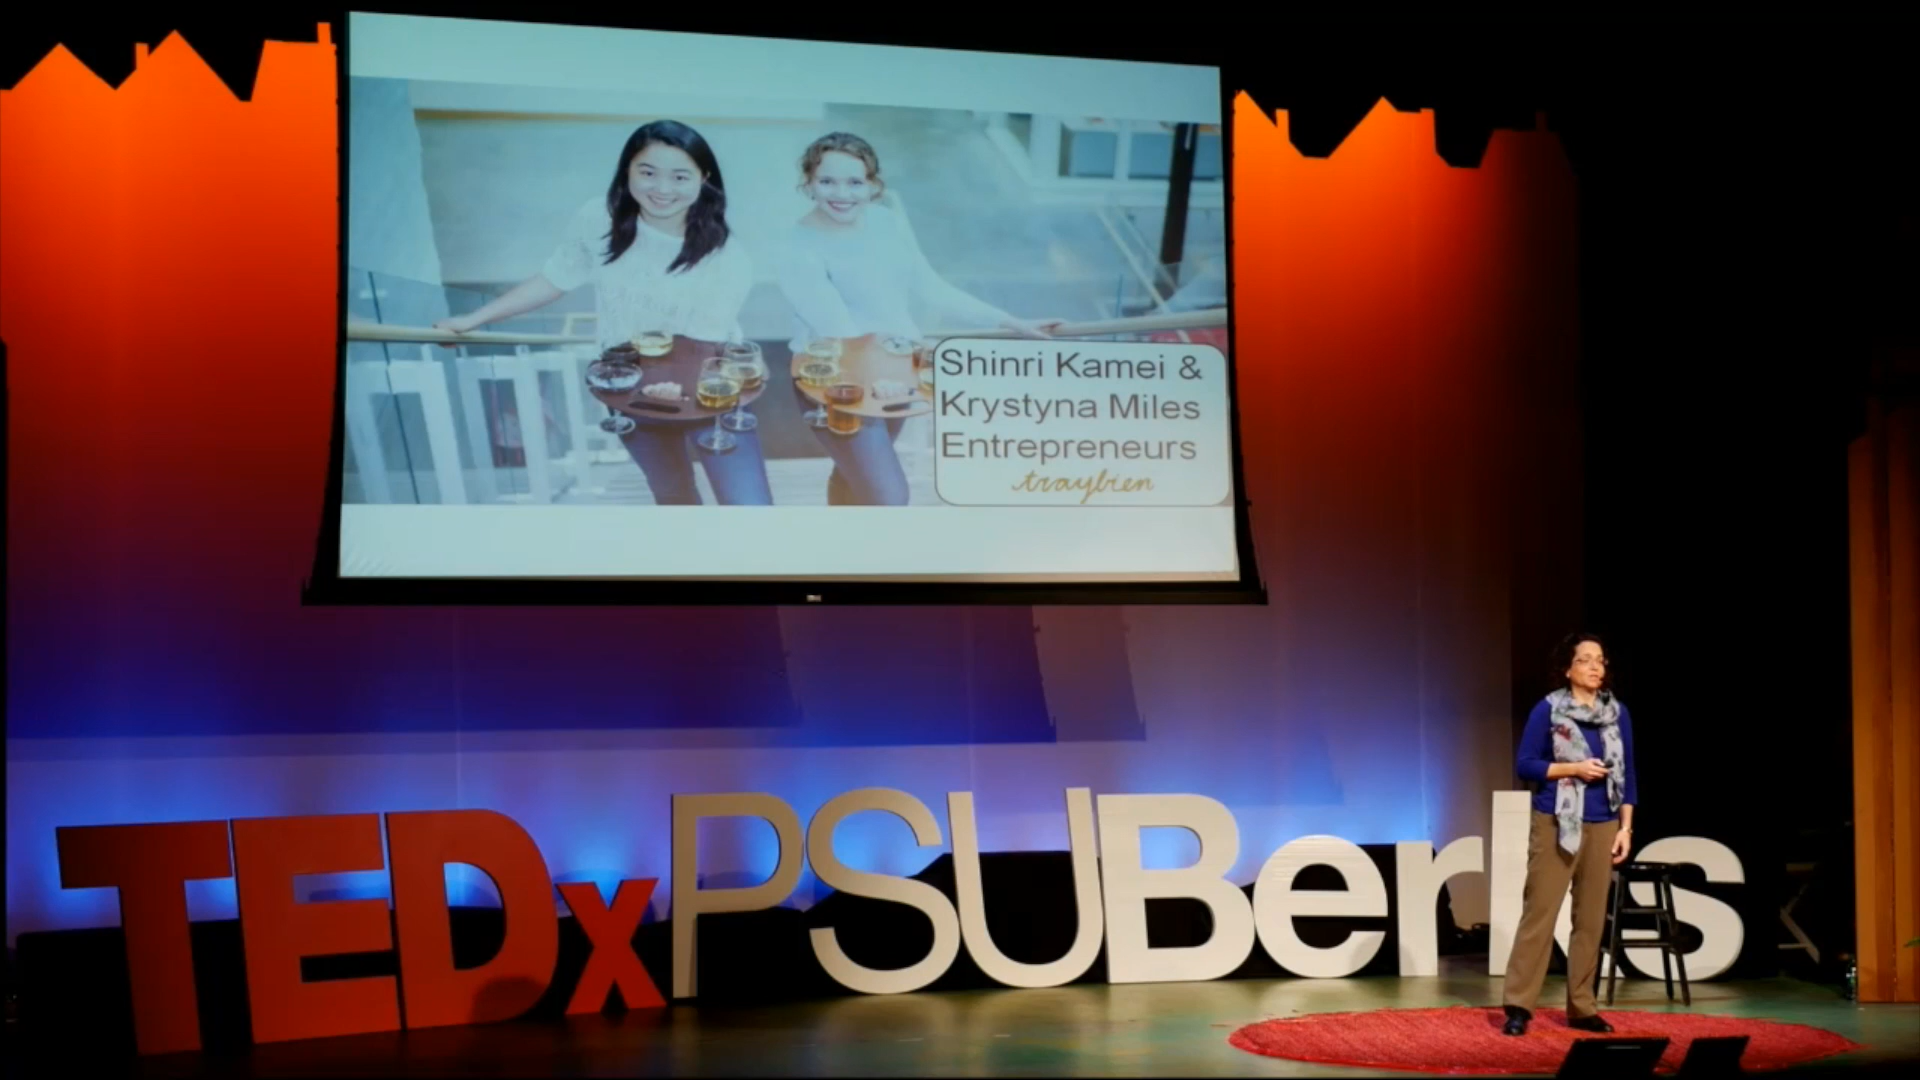 Shinri Kamei &
Krystyna Miles
Entrepreneurs
traybien
TEDxPSUBerks